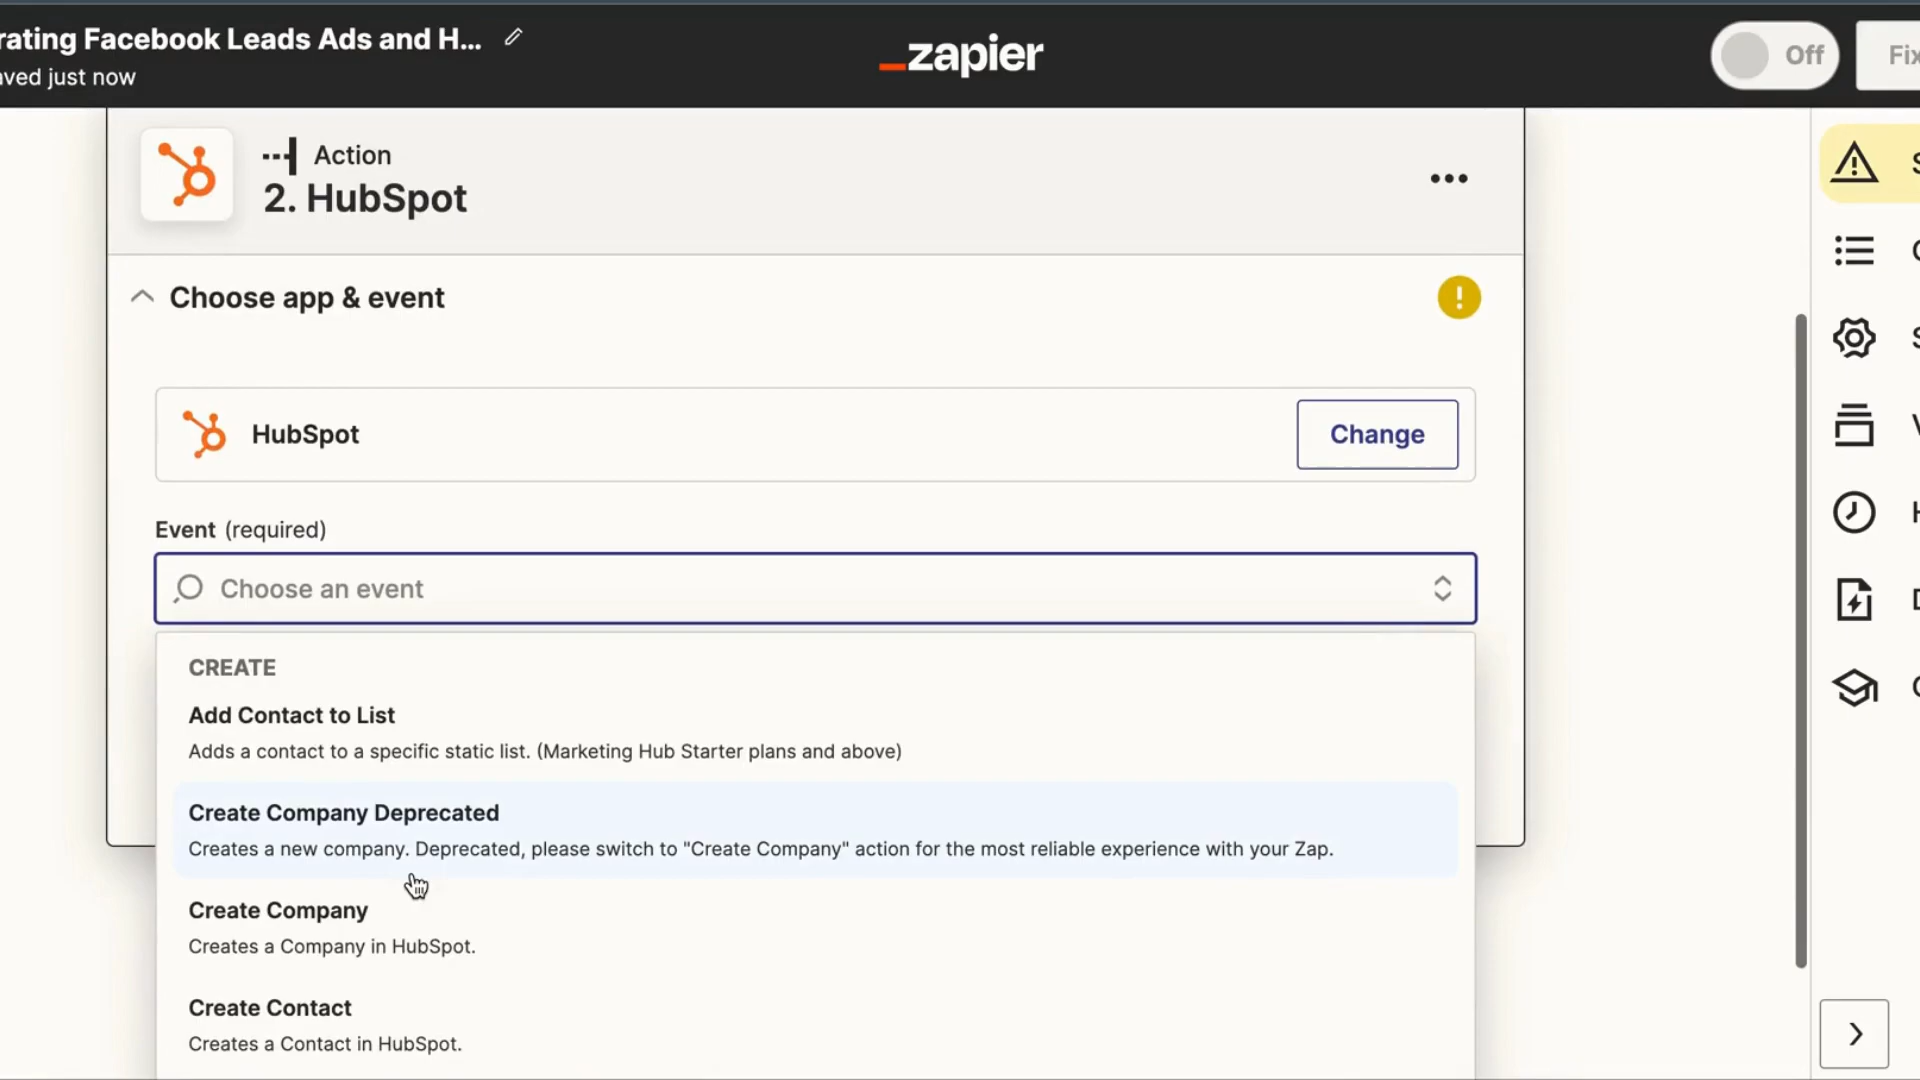 rating Facebook Leads Ads and H...
ved just now
zapier
Off
Fix
Action
2. HubSpot
Choose app & event
HubSpot
Change
Event (required)
Choose an event
CREATE
Add Contact to List
Adds a contact to a specific static list. (Marketing Hub Starter plans and above)
Create Company Deprecated
Creates a new company. Deprecated, please switch to "Create Company" action for the most reliable experience with your Zap.
Create Company
Creates a Company in HubSpot.
Create Contact
Creates a Contact in HubSpot.